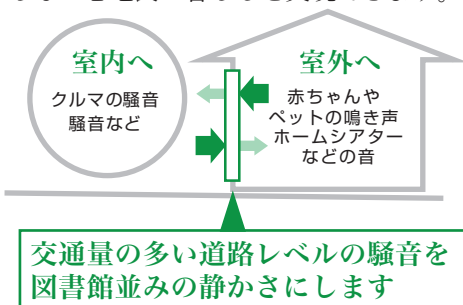 室内へ
クルマの騒音
騒音など
室外へ
赤ちゃんや
ペットの鳴き声
ホームシアター
などの音
交通量の多い道路レベルの騒音を
図書館並みの静かさにします